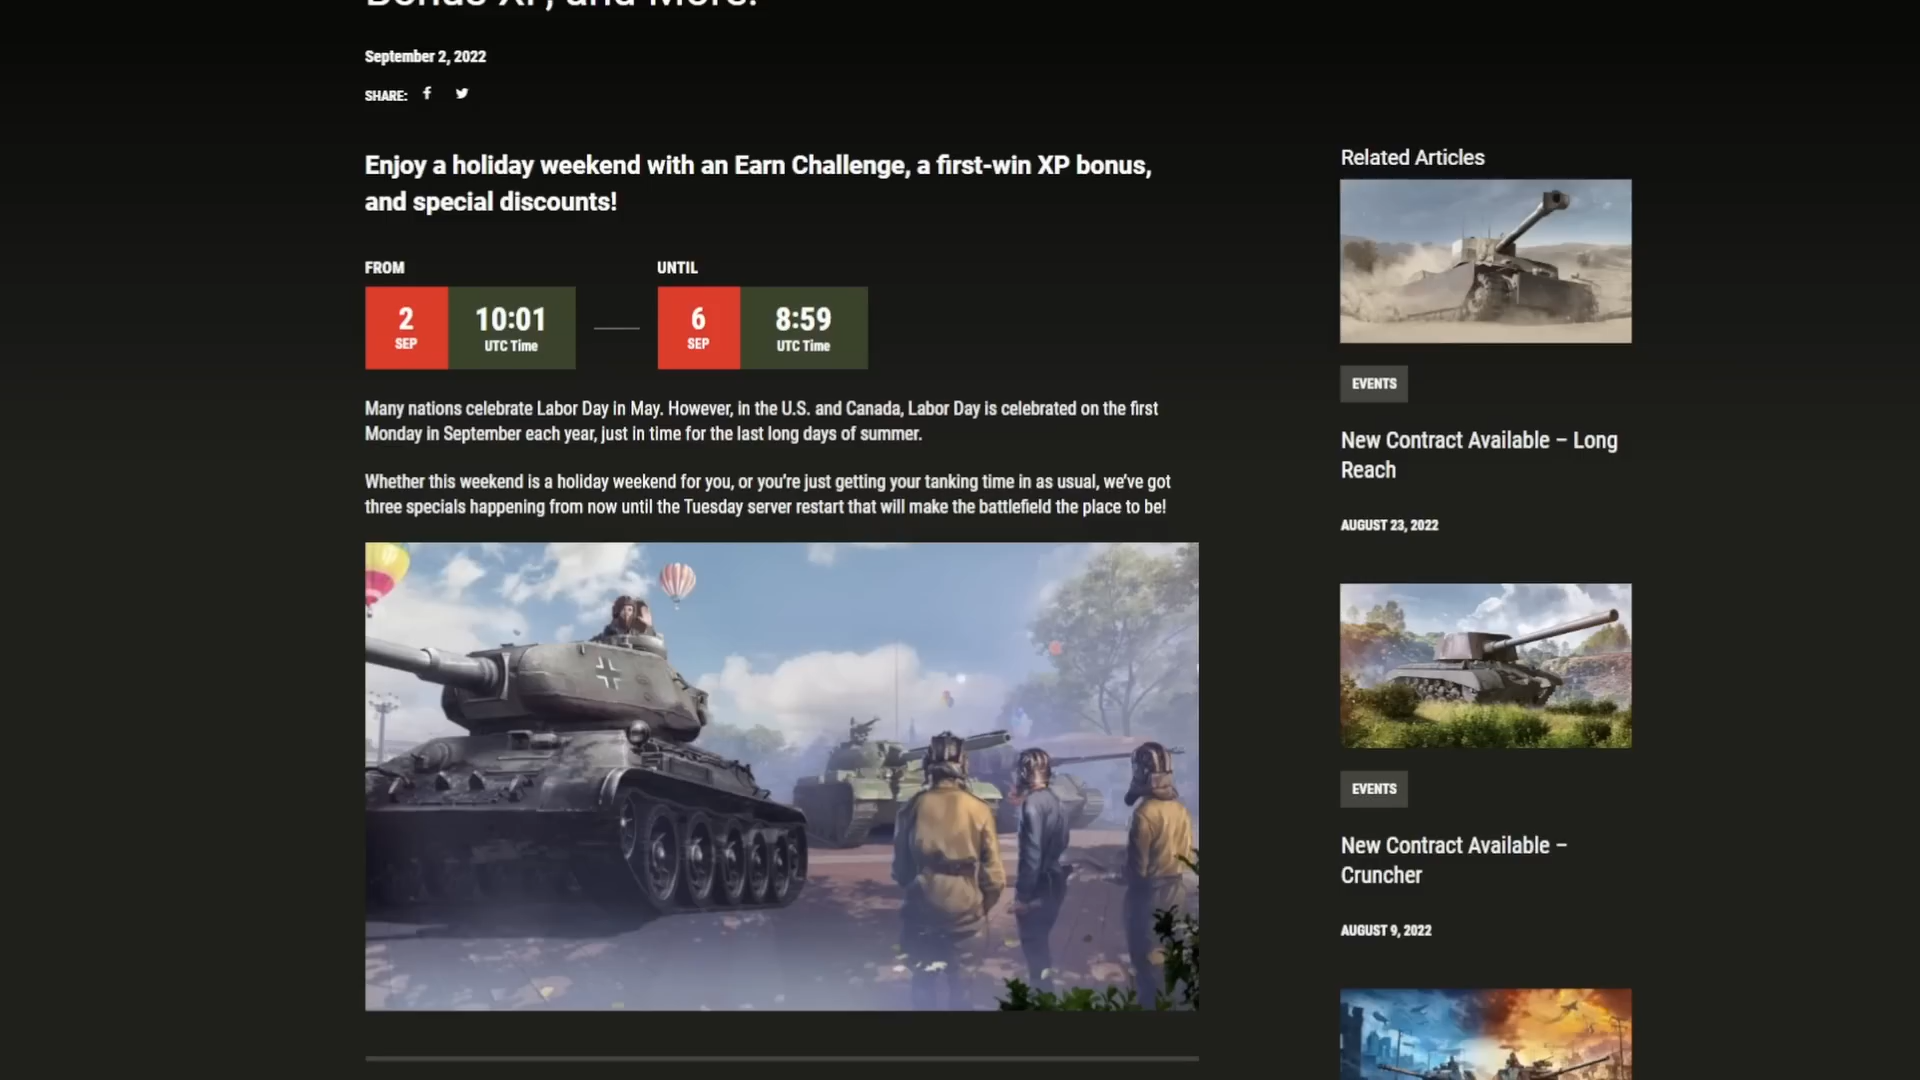 Bonus XP, and More!
September 2, 2022
SHARE:
Enjoy a holiday weekend with an Earn Challenge, a first-win XP bonus,
and special discounts!
FROM
UNTIL
2
SEP
10:01
UTC Time
6
SEP
8:59
UTC Time
Many nations celebrate Labor Day in May. However, in the U.S. and Canada, Labor Day is celebrated on the first
Monday in September each year, just in time for the last long days of summer.
Whether this weekend is a holiday weekend for you, or you’re just getting your tanking time in as usual, we’ve got
three specials happening from now until the Tuesday server restart that will make the battlefield the place to be!
Related Articles
EVENTS
New Contract Available – Long
Reach
AUGUST 23, 2022
EVENTS
New Contract Available –
Cruncher
AUGUST 9, 2022